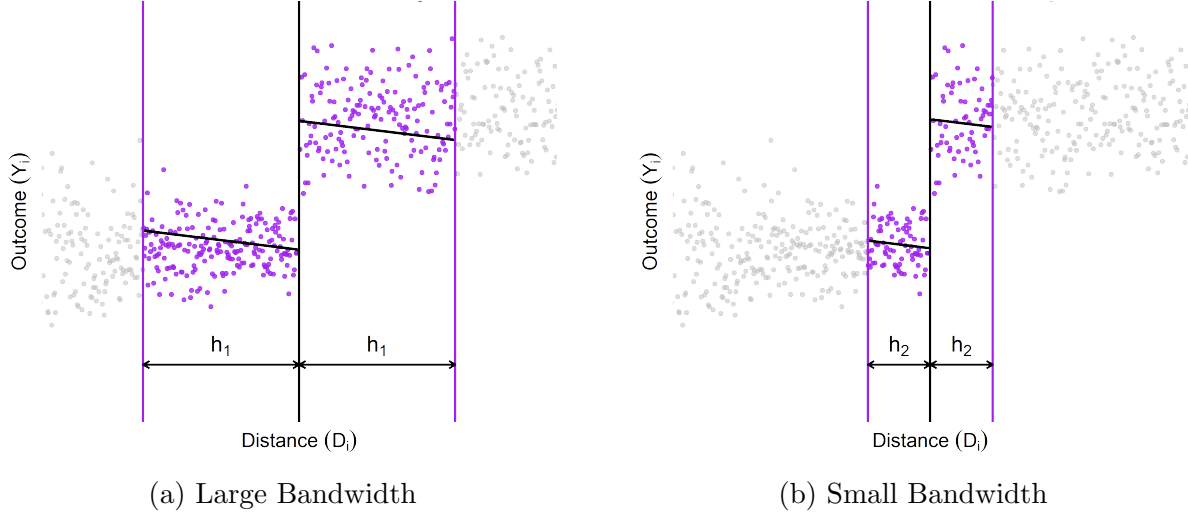 Outcome (Yᵢ)
h₁
h₁
Distance (Dᵢ)
(a) Large Bandwidth
Outcome (Yᵢ)
h₂
h₂
Distance (Dᵢ)
(b) Small Bandwidth